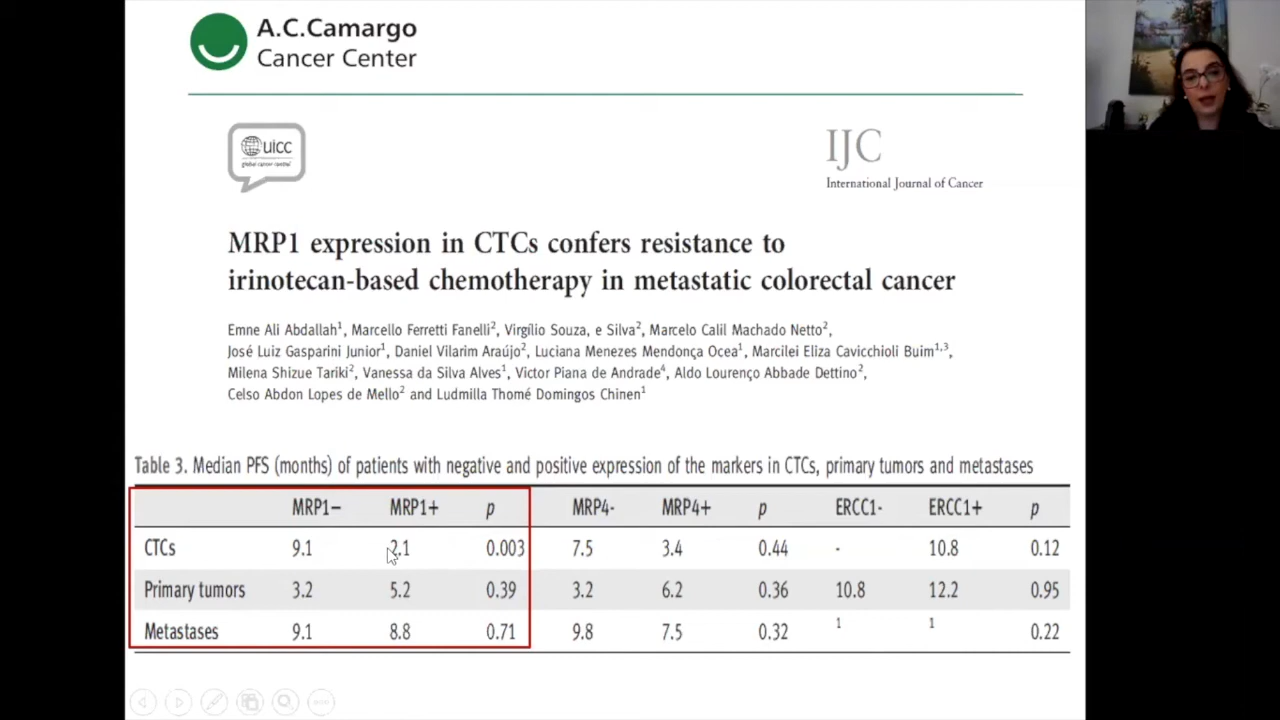 A.C.Camargo
Cancer Center
uicc
global cancer control
IJC
International Journal of Cancer
MRP1 expression in CTCs confers resistance to
irinotecan-based chemotherapy in metastatic colorectal cancer
Emne Ali Abdallah¹, Marcello Ferretti Fanelli², Virgílio Souza, e Silva², Marcelo Calil Machado Netto²,
José Luiz Gasparini Junior¹, Daniel Vilarim Araújo², Luciana Menezes Mendonça Ocea¹, Marcilei Eliza Cavicchioli Buim¹,³,
Milena Shizue Tariki², Vanessa da Silva Alves¹, Victor Piana de Andrade⁴, Aldo Lourenço Abbade Dettino²,
Celso Abdon Lopes de Mello² and Ludmilla Thomé Domingos Chinen¹
Table 3. Median PFS (months) of patients with negative and positive expression of the markers in CTCs, primary tumors and metastases
MRP1− MRP1+ p MRP4- MRP4+ p ERCC1- ERCC1+ p
CTCs 9.1 2.1 0.003 7.5 3.4 0.44 - 10.8 0.12
Primary tumors 3.2 5.2 0.39 3.2 6.2 0.36 10.8 12.2 0.95
Metastases 9.1 8.8 0.71 9.8 7.5 0.32 1 1 0.22